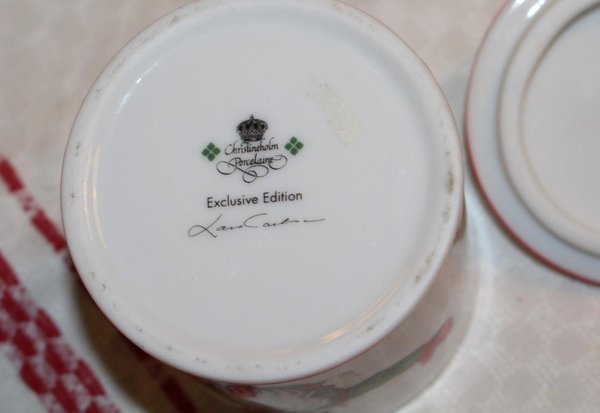 Christineholm
Porcelaine
Exclusive Edition